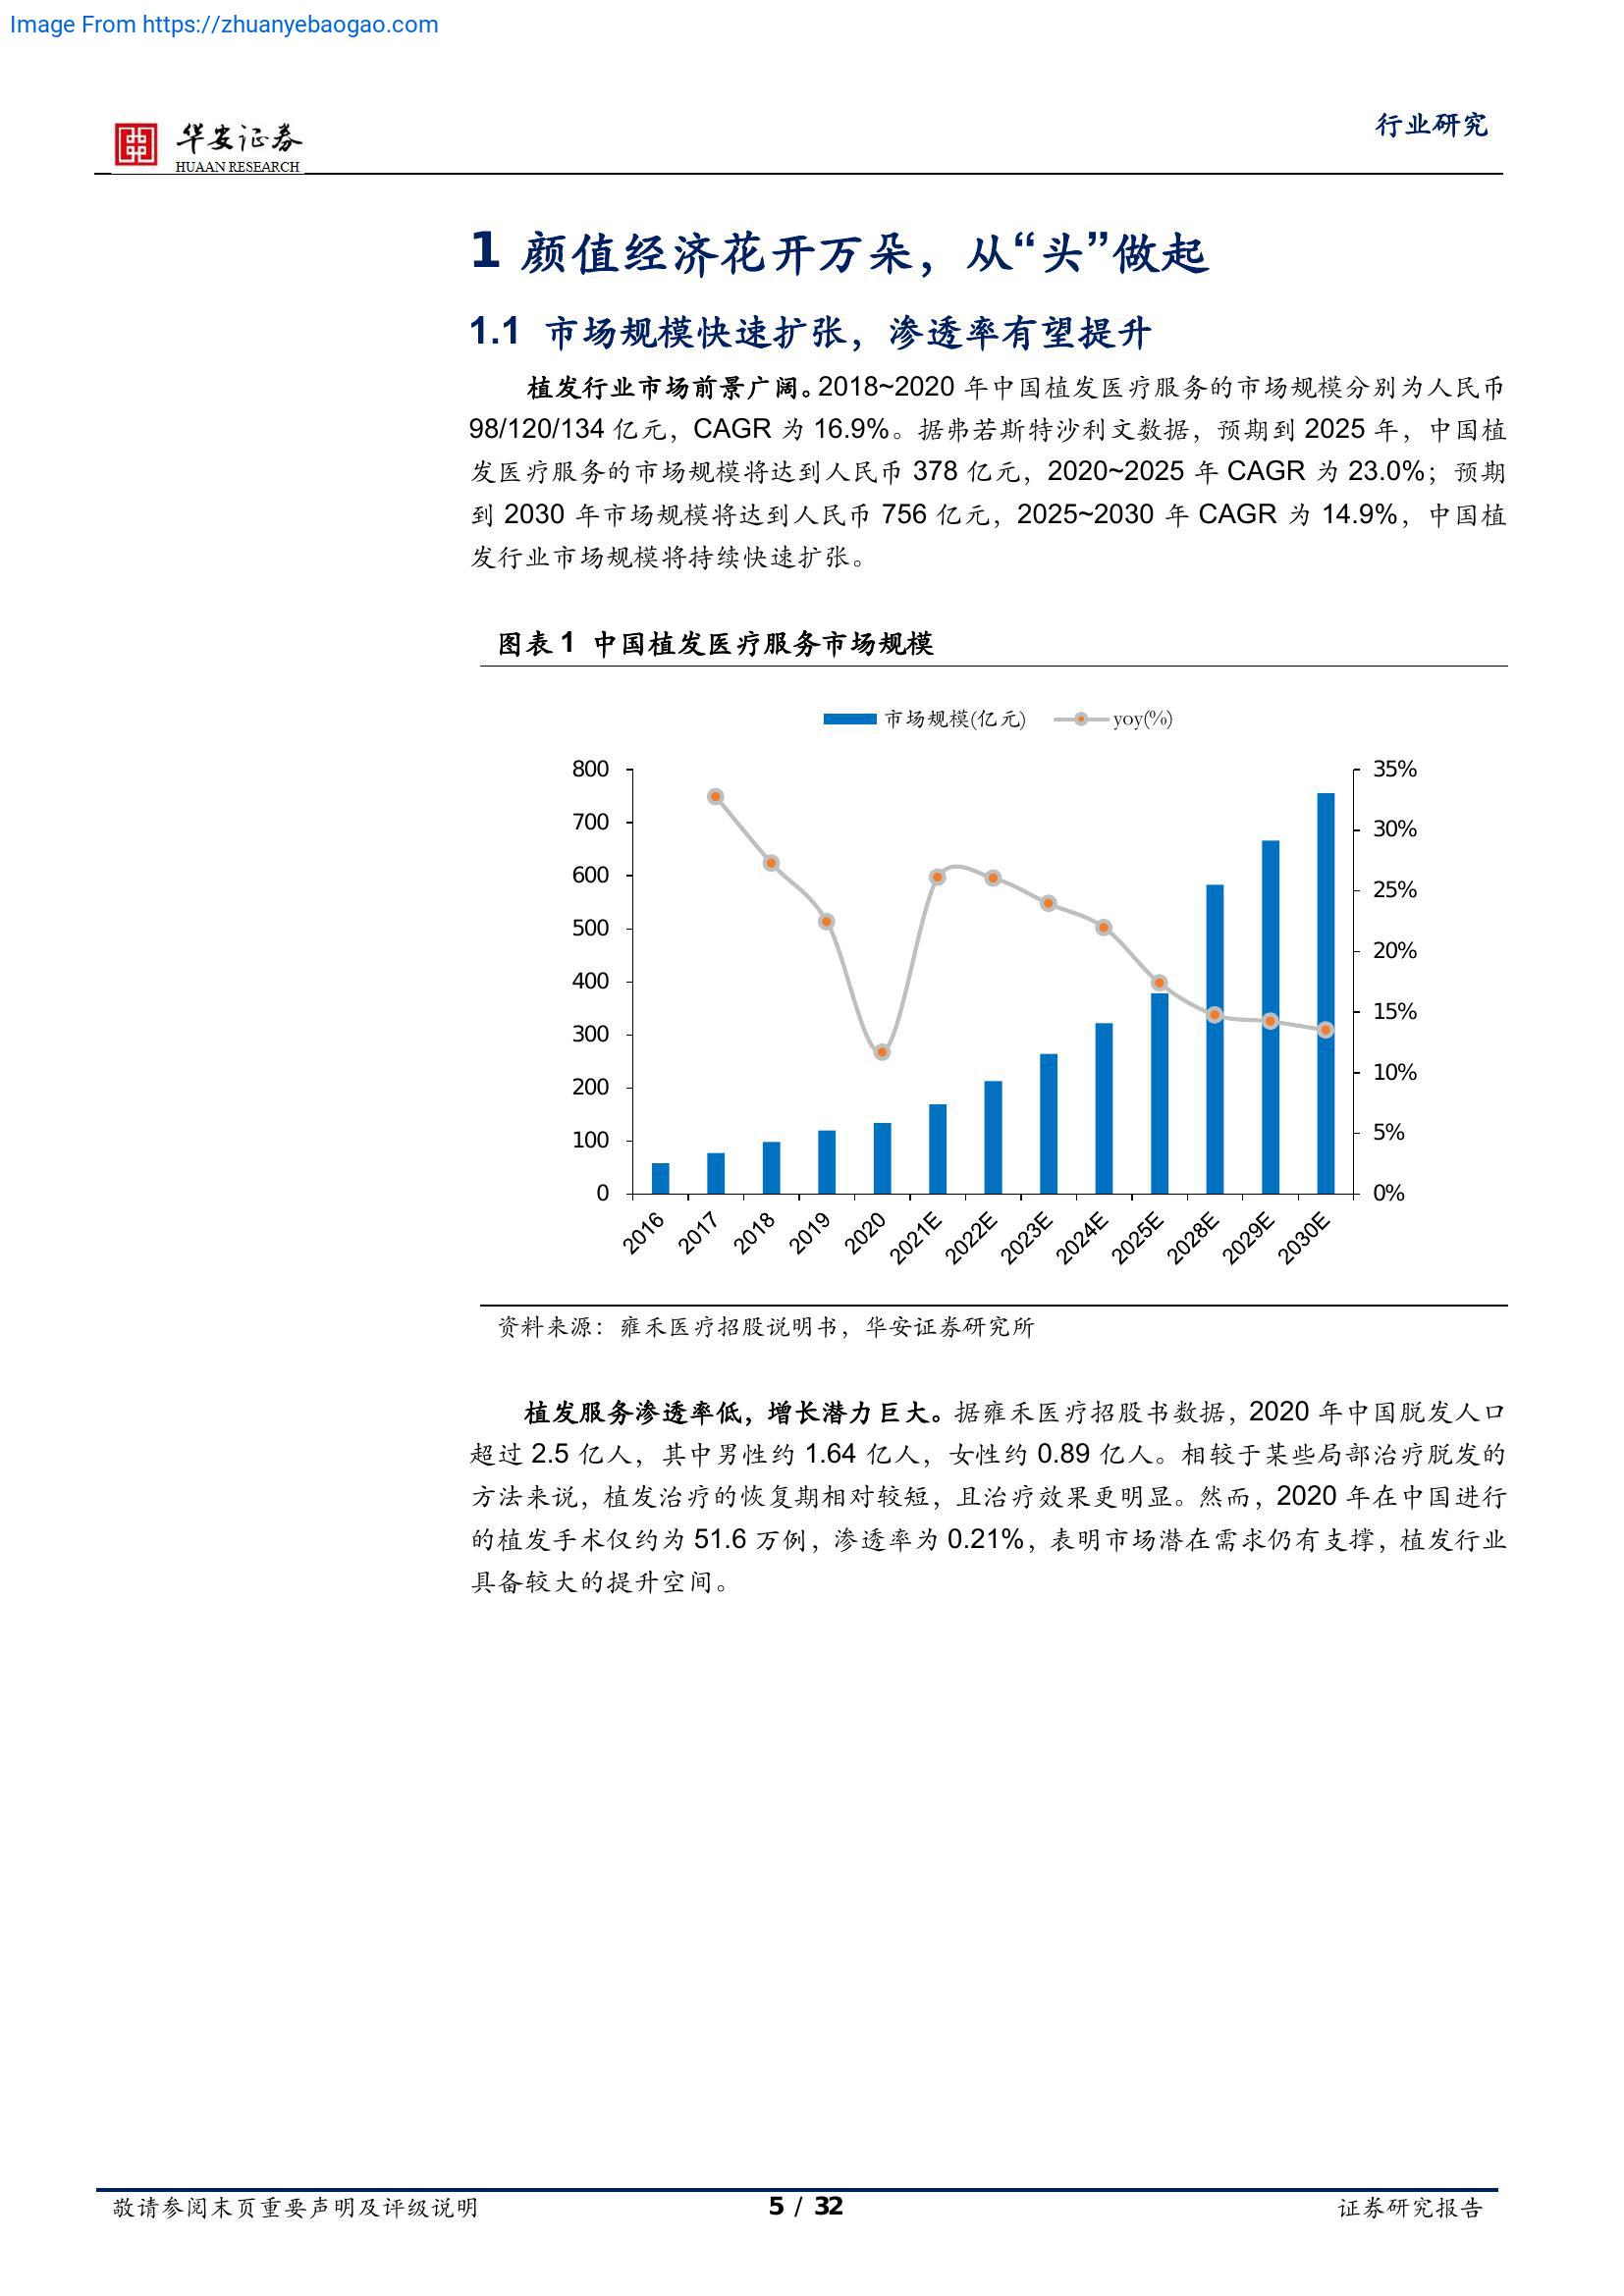 Image From https://zhuanyebaogao.com
华安证券
HUAAN RESEARCH
行业研究
1 颜值经济花开万朵，从“头”做起
1.1 市场规模快速扩张，渗透率有望提升
植发行业市场前景广阔。2018~2020 年中国植发医疗服务的市场规模分别为人民币
98/120/134 亿元，CAGR 为 16.9%。据弗若斯特沙利文数据，预期到 2025 年，中国植
发医疗服务的市场规模将达到人民币 378 亿元，2020~2025 年 CAGR 为 23.0%；预期
到 2030 年市场规模将达到人民币 756 亿元，2025~2030 年 CAGR 为 14.9%，中国植
发行业市场规模将持续快速扩张。
图表 1 中国植发医疗服务市场规模
市场规模(亿元) yoy(%)
800 35%
700 30%
600 25%
500 20%
400 15%
300 10%
200 5%
100 0%
0
2016 2017 2018 2019 2020 2021E 2022E 2023E 2024E 2025E 2028E 2029E 2030E
资料来源：雍禾医疗招股说明书，华安证券研究所
植发服务渗透率低，增长潜力巨大。据雍禾医疗招股书数据，2020 年中国脱发人口
超过 2.5 亿人，其中男性约 1.64 亿人，女性约 0.89 亿人。相较于某些局部治疗脱发的
方法来说，植发治疗的恢复期相对较短，且治疗效果更明显。然而，2020 年在中国进行
的植发手术仅约为 51.6 万例，渗透率为 0.21%，表明市场潜在需求仍有支撑，植发行业
具备较大的提升空间。
敬请参阅末页重要声明及评级说明 5 / 32 证券研究报告